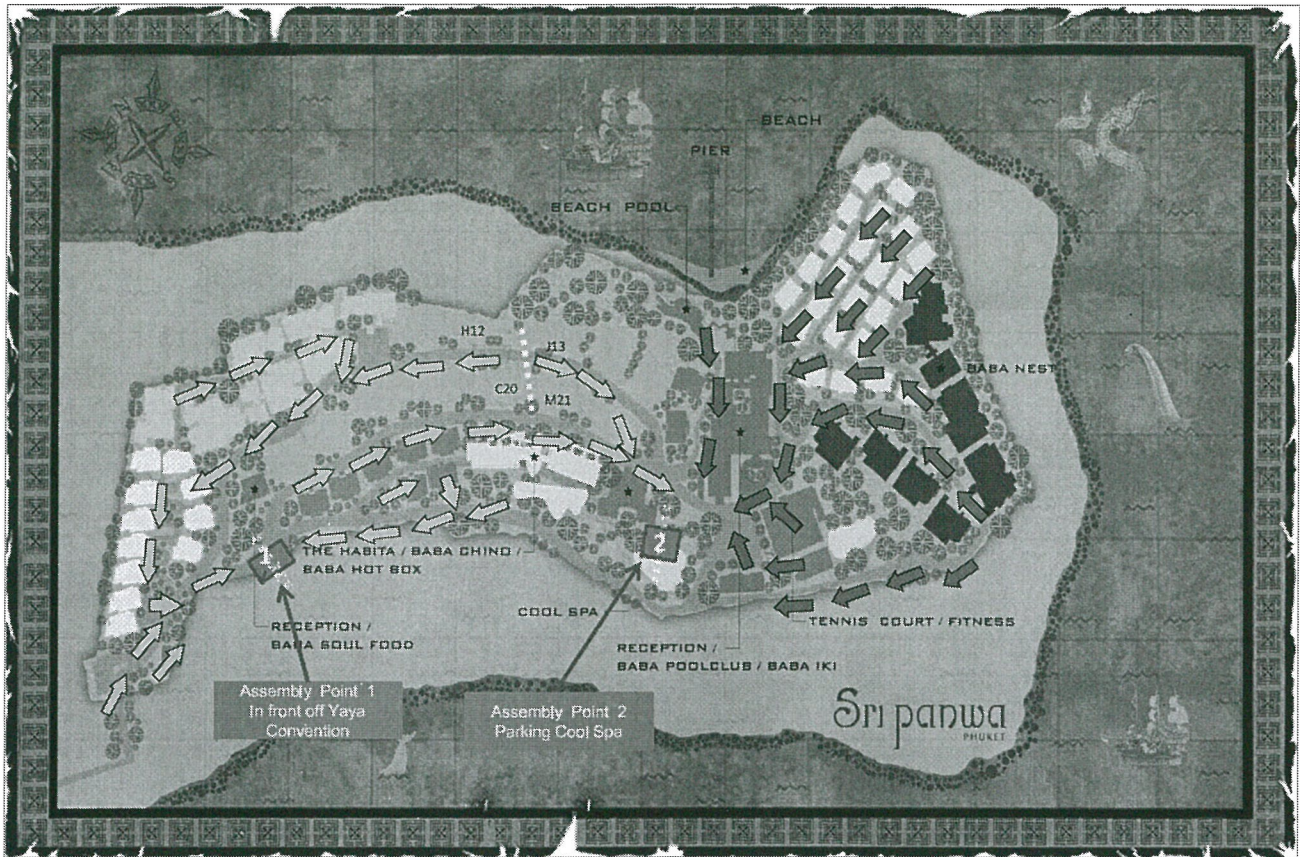 BEACH
PIER
BEACH POOL
H12
J13
C20
M21
BABA NEST
1
2
THE HABITA / BABA CHINO /
BABA HOT BOX
COOL SPA
RECEPTION /
BABA SOUL FOOD
TENNIS COURT / FITNESS
RECEPTION /
BABA POOLCLUB / BABA IKI
Assembly Point 1
In front off Yaya
Convention
Assembly Point 2
Parking Cool Spa
Sri panwa
PHUKET